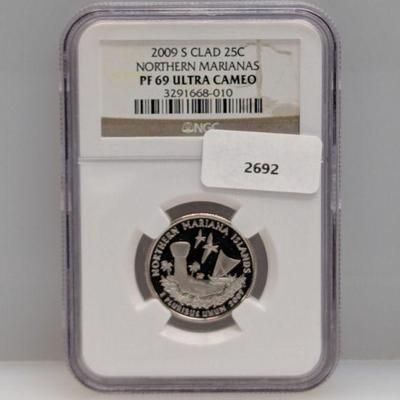 2009 S CLAD 25C
NORTHERN MARIANAS
PF 69 ULTRA CAMEO
3291668-010
NGC
2692
NORTHERN MARIANA ISLANDS
E PLURIBUS UNUM 2009